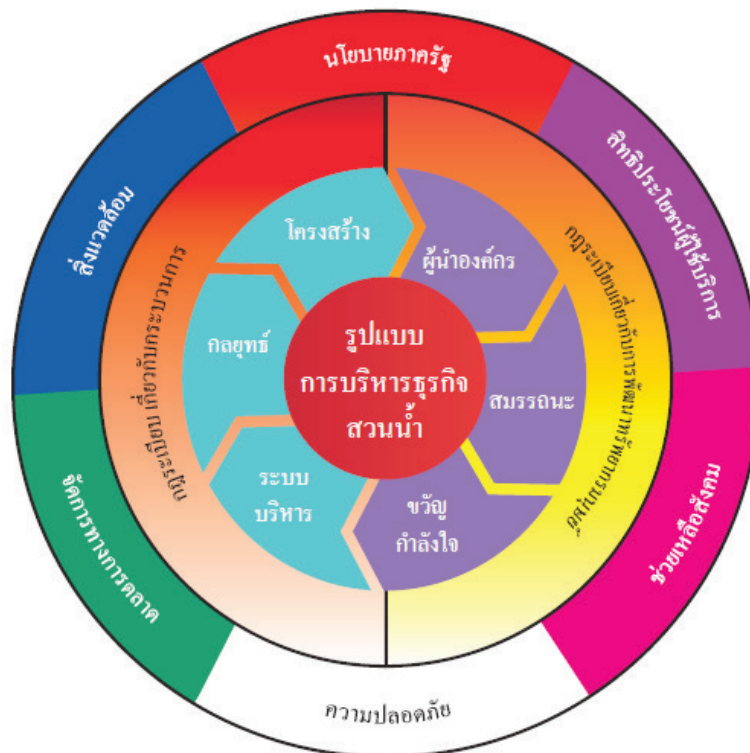 นโยบายภาครัฐ
สิทธิประโยชน์ผู้ใช้บริการ
ช่วยเหลือสังคม
ความปลอดภัย
จัดการทางการตลาด
สิ่งแวดล้อม
กฎระเบียบเกี่ยวกับการพัฒนาทรัพยากรมนุษย์
กฎระเบียบ เกี่ยวกับกระบวนการ
โครงสร้าง
ผู้นำองค์กร
สมรรถนะ
ขวัญ
กำลังใจ
ระบบ
บริหาร
กลยุทธ์
รูปแบบ
การบริหารธุรกิจ
สวนน้ำ